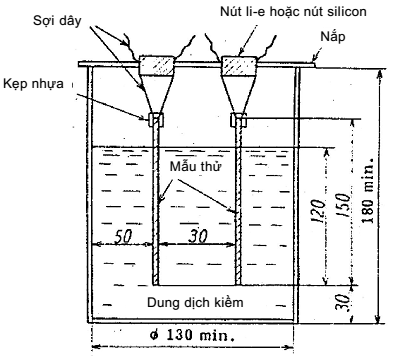 Sợi dây
Nút li-e hoặc nút silicon
Nắp
Kẹp nhựa
Mẫu thử
50
30
120
150
180 min.
30
Dung dịch kiềm
ϕ 130 min.